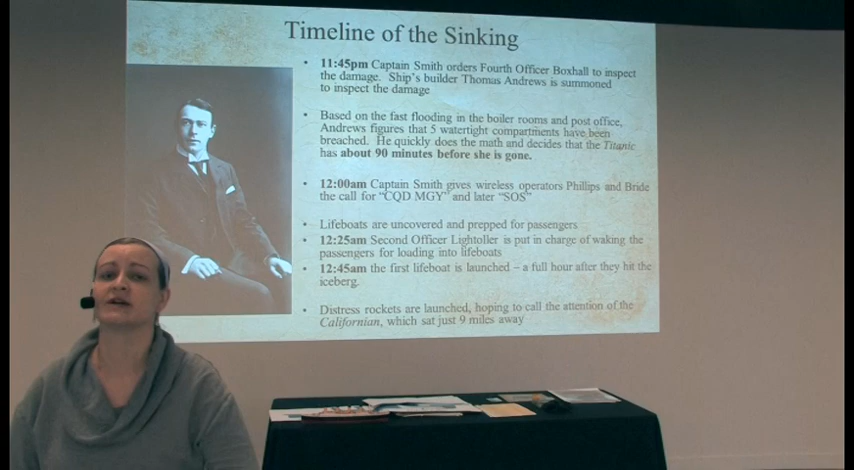 Timeline of the Sinking
• 11:45pm Captain Smith orders Fourth Officer Boxhall to inspect
the damage. Ship's builder Thomas Andrews is summoned
to inspect the damage
• Based on the fast flooding in the boiler rooms and post office,
Andrews figures that 5 watertight compartments have been
breached. He quickly does the math and decides that the Titanic
has about 90 minutes before she is gone.
• 12:00am Captain Smith gives wireless operators Phillips and Bride
the call for "CQD MGY" and later "SOS"
• Lifeboats are uncovered and prepped for passengers
• 12:25am Second Officer Lightoller is put in charge of waking the
passengers for loading into lifeboats
• 12:45am the first lifeboat is launched – a full hour after they hit the
iceberg.
• Distress rockets are launched, hoping to call the attention of the
Californian, which sat just 9 miles away